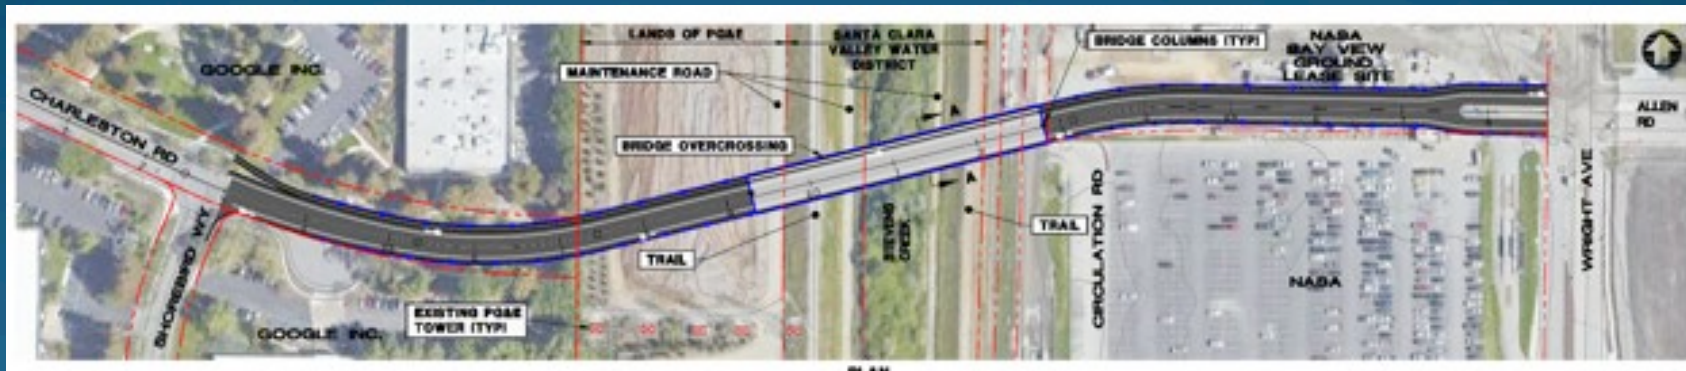 LANDS OF PG&E
SANTA CLARA
VALLEY WATER
DISTRICT
BRIDGE COLUMNS (TYP)
NASA
BAY VIEW
GROUND
LEASE SITE
GOOGLE INC.
MAINTENANCE ROAD
CHARLESTON RD
A
ALLEN
RD
BRIDGE OVERCROSSING
A
STEVENS
CREEK
TRAIL
CIRCULATION RD
WRIGHT AVE
SHOREBIRD WY
TRAIL
NASA
EXISTING PG&E
TOWER (TYP)
GOOGLE INC.
PLAN